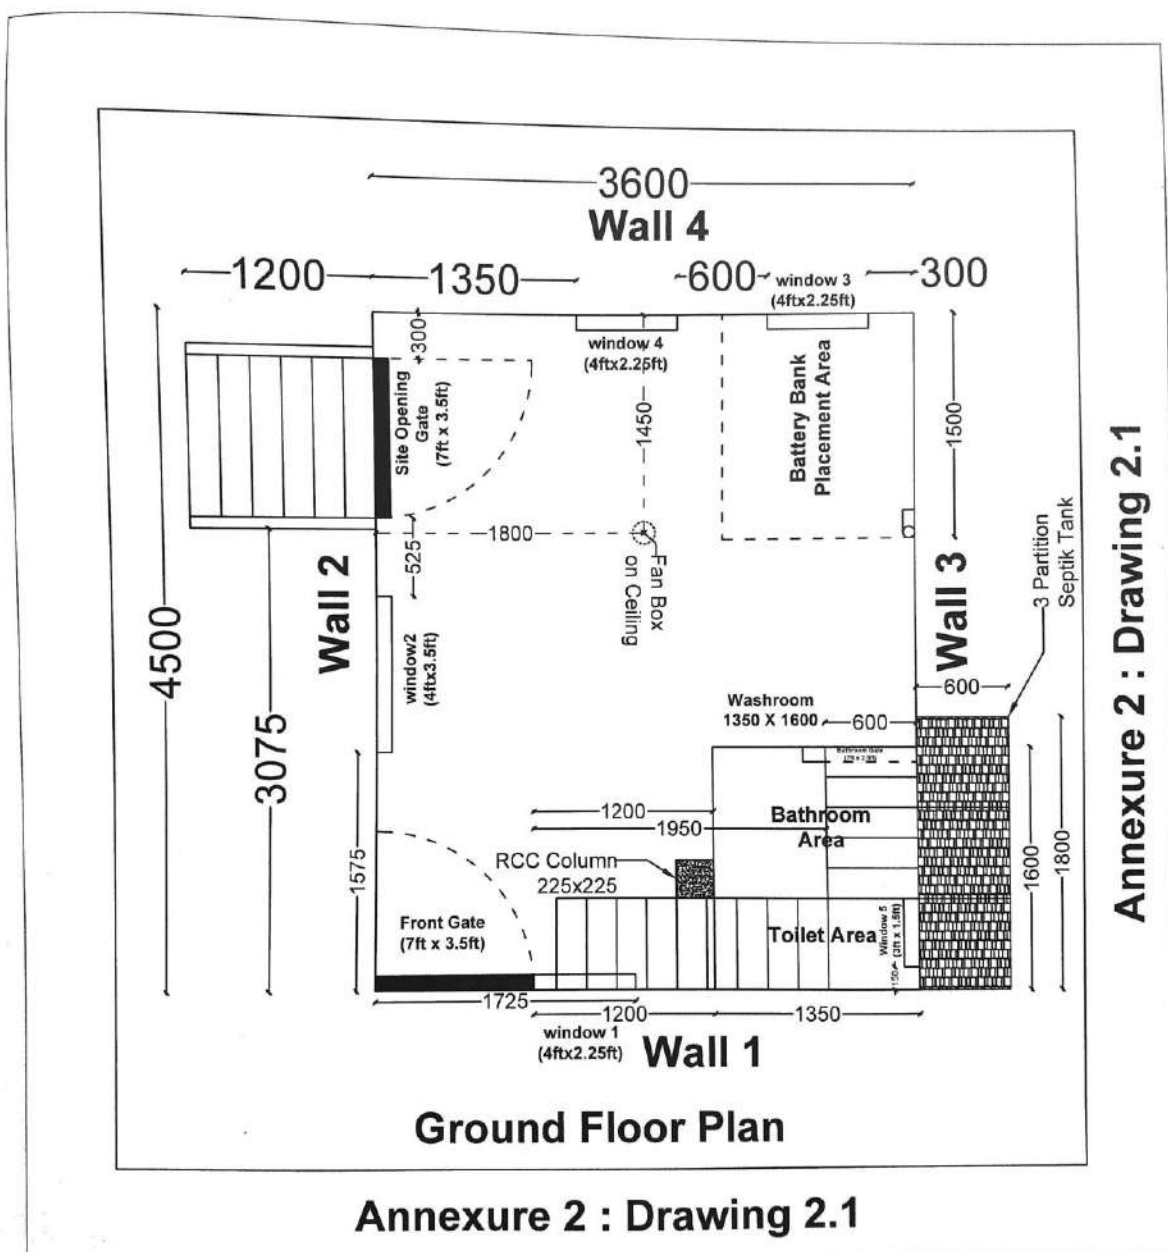 3600
Wall 4
1200
1350
600
window 3
(4ftx2.25ft)
300
300
window 4
(4ftx2.25ft)
Site Opening
Gate
(7ft x 3.5ft)
1450
Battery Bank
Placement Area
1500
1800
525
Fan Box
on Ceiling
Wall 2
Wall 3
3 Partition
Septik Tank
4500
3075
window2
(4ftx3.5ft)
600
Washroom
1350 X 1600
600
Bathroom Gate
1200
1950
Bathroom
Area
RCC Column
225x225
1575
1600
1800
Front Gate
(7ft x 3.5ft)
Toilet Area
Window 5
(3ft x 1.5ft)
150
1725
1200
1350
window 1
(4ftx2.25ft)
Wall 1
Ground Floor Plan
Annexure 2 : Drawing 2.1
Annexure 2 : Drawing 2.1